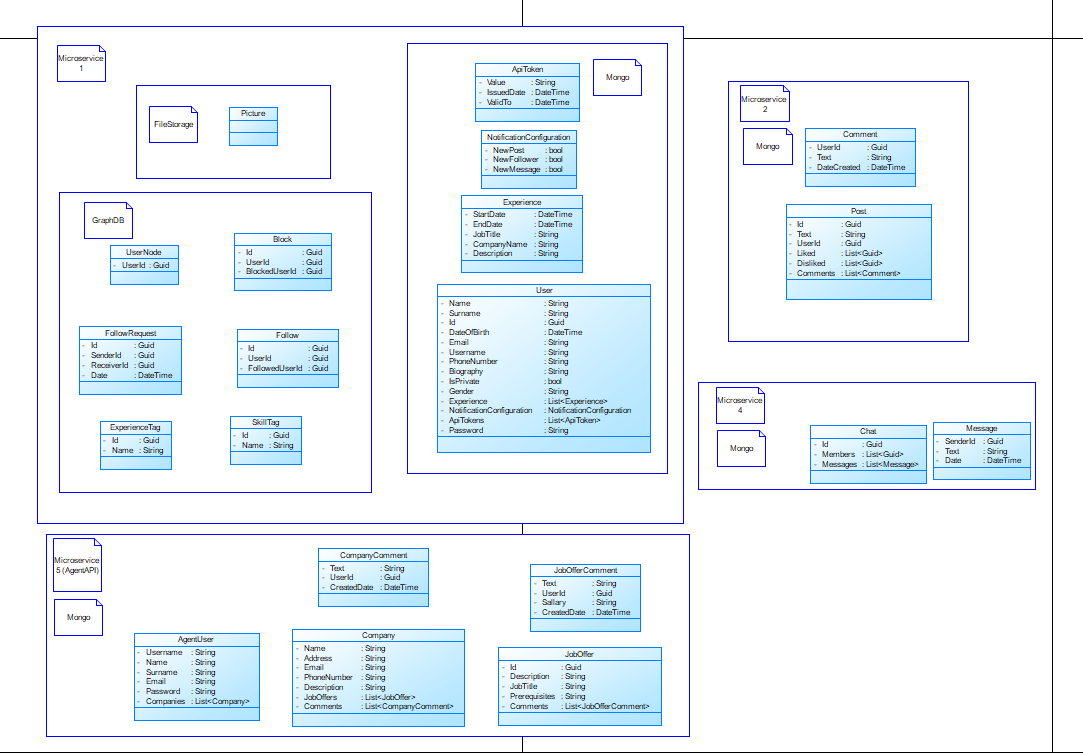 Microservice
1
FileStorage
Picture
GraphDB
UserNode
- UserId : Guid
Block
- Id : Guid
- UserId : Guid
- BlockedUserId : Guid
FollowRequest
- Id : Guid
- SenderId : Guid
- ReceiverId : Guid
- Date : DateTime
Follow
- Id : Guid
- UserId : Guid
- FollowedUserId : Guid
ExperienceTag
- Id : Guid
- Name : String
SkillTag
- Id : Guid
- Name : String
Mongo
ApiToken
- Value : String
- IssuedDate : DateTime
- ValidTo : DateTime
NotificationConfiguration
- NewPost : bool
- NewFollower : bool
- NewMessage : bool
Experience
- StartDate : DateTime
- EndDate : DateTime
- JobTitle : String
- CompanyName : String
- Description : String
User
- Name : String
- Surname : String
- Id : Guid
- DateOfBirth : DateTime
- Email : String
- Username : String
- PhoneNumber : String
- Biography : String
- IsPrivate : bool
- Gender : String
- Experience : List<Experience>
- NotificationConfiguration : NotificationConfiguration
- ApiTokens : List<ApiToken>
- Password : String
Microservice
2
Mongo
Comment
- UserId : Guid
- Text : String
- DateCreated : DateTime
Post
- Id : Guid
- Text : String
- UserId : Guid
- Liked : List<Guid>
- Disliked : List<Guid>
- Comments : List<Comment>
Microservice
4
Mongo
Chat
- Id : Guid
- Members : List<Guid>
- Messages : List<Message>
Message
- SenderId : Guid
- Text : String
- Date : DateTime
Microservice
5 (AgentAPI)
Mongo
CompanyComment
- Text : String
- UserId : Guid
- CreatedDate : DateTime
JobOfferComment
- Text : String
- UserId : Guid
- Sallary : String
- CreatedDate : DateTime
AgentUser
- Username : String
- Name : String
- Surname : String
- Email : String
- Password : String
- Companies : List<Company>
Company
- Name : String
- Address : String
- Email : String
- PhoneNumber : String
- Description : String
- JobOffers : List<JobOffer>
- Comments : List<CompanyComment>
JobOffer
- Id : Guid
- Description : String
- JobTitle : String
- Prerequisites : String
- Comments : List<JobOfferComment>